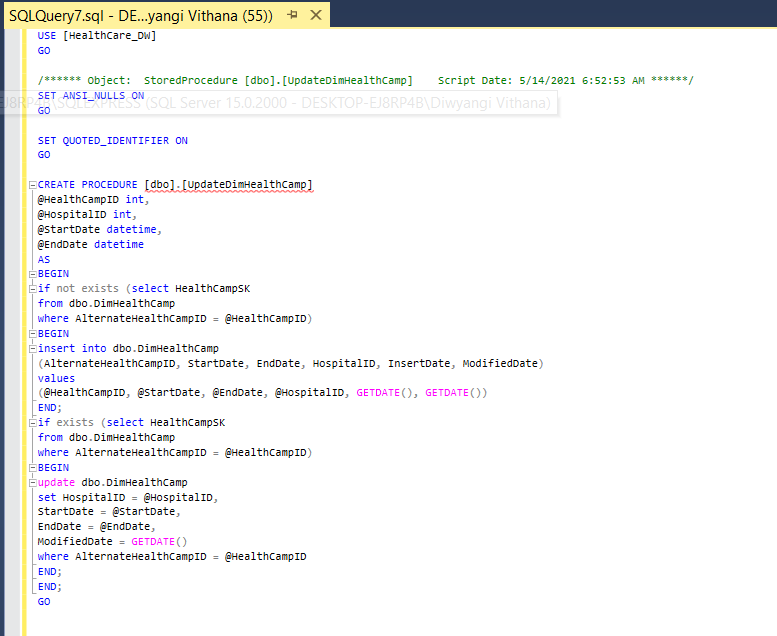 SQLQuery7.sql - DE...yangi Vithana (55))
USE [HealthCare_DW]
GO
/****** Object:  StoredProcedure [dbo].[UpdateDimHealthCamp]    Script Date: 5/14/2021 6:52:53 AM ******/
SET ANSI_NULLS ON
J8RP4B\SQLEXPRESS (SQL Server 15.0.2000 - DESKTOP-EJ8RP4B\Diwyangi Vithana)
GO
SET QUOTED_IDENTIFIER ON
GO
CREATE PROCEDURE [dbo].[UpdateDimHealthCamp]
@HealthCampID int,
@HospitalID int,
@StartDate datetime,
@EndDate datetime
AS
BEGIN
if not exists (select HealthCampSK
from dbo.DimHealthCamp
where AlternateHealthCampID = @HealthCampID)
BEGIN
insert into dbo.DimHealthCamp
(AlternateHealthCampID, StartDate, EndDate, HospitalID, InsertDate, ModifiedDate)
values
(@HealthCampID, @StartDate, @EndDate, @HospitalID, GETDATE(), GETDATE())
END;
if exists (select HealthCampSK
from dbo.DimHealthCamp
where AlternateHealthCampID = @HealthCampID)
BEGIN
update dbo.DimHealthCamp
set HospitalID = @HospitalID,
StartDate = @StartDate,
EndDate = @EndDate,
ModifiedDate = GETDATE()
where AlternateHealthCampID = @HealthCampID
END;
END;
GO